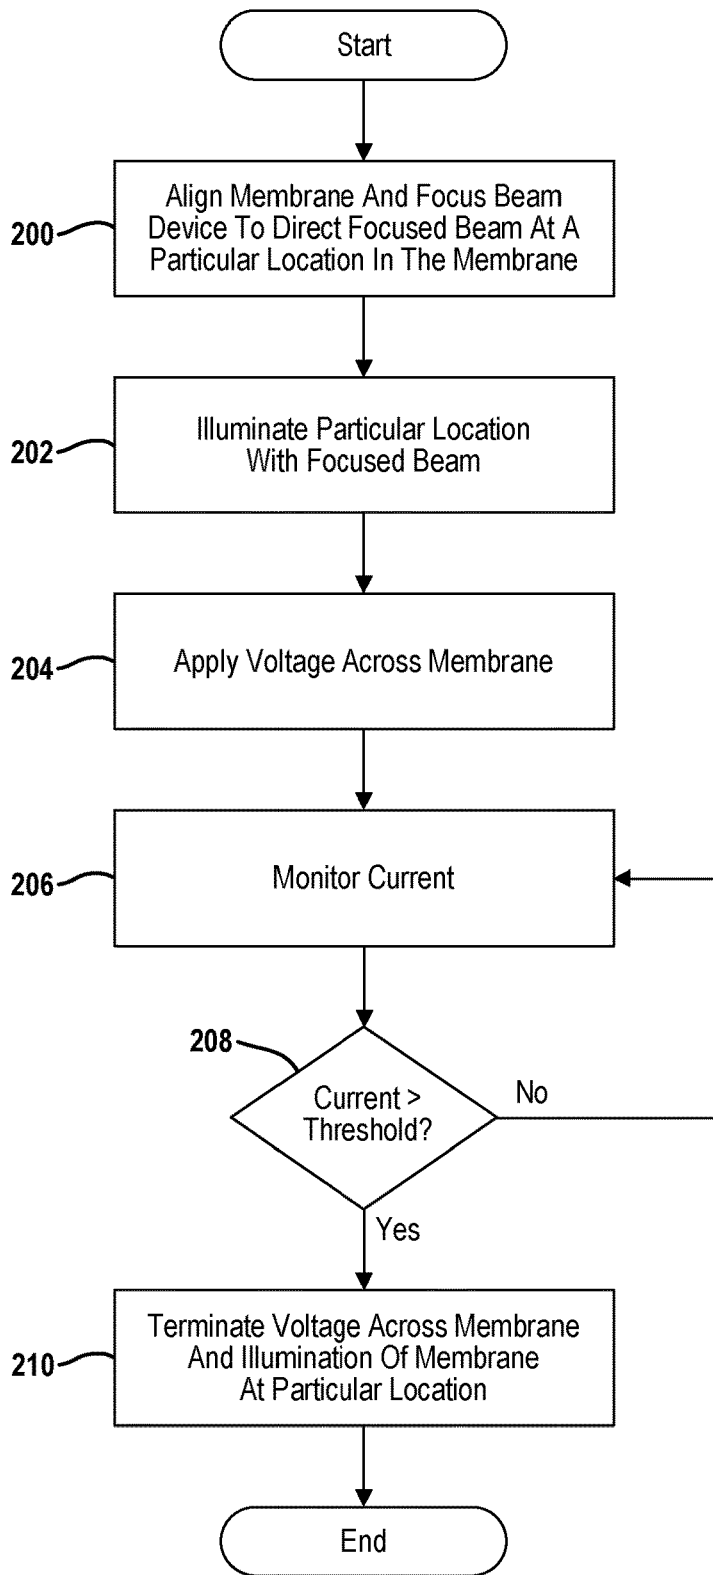 Start
200
Align Membrane And Focus Beam
Device To Direct Focused Beam At A
Particular Location In The Membrane
202
Illuminate Particular Location
With Focused Beam
204
Apply Voltage Across Membrane
206
Monitor Current
208
Current >
Threshold?
No
Yes
210
Terminate Voltage Across Membrane
And Illumination Of Membrane
At Particular Location
End